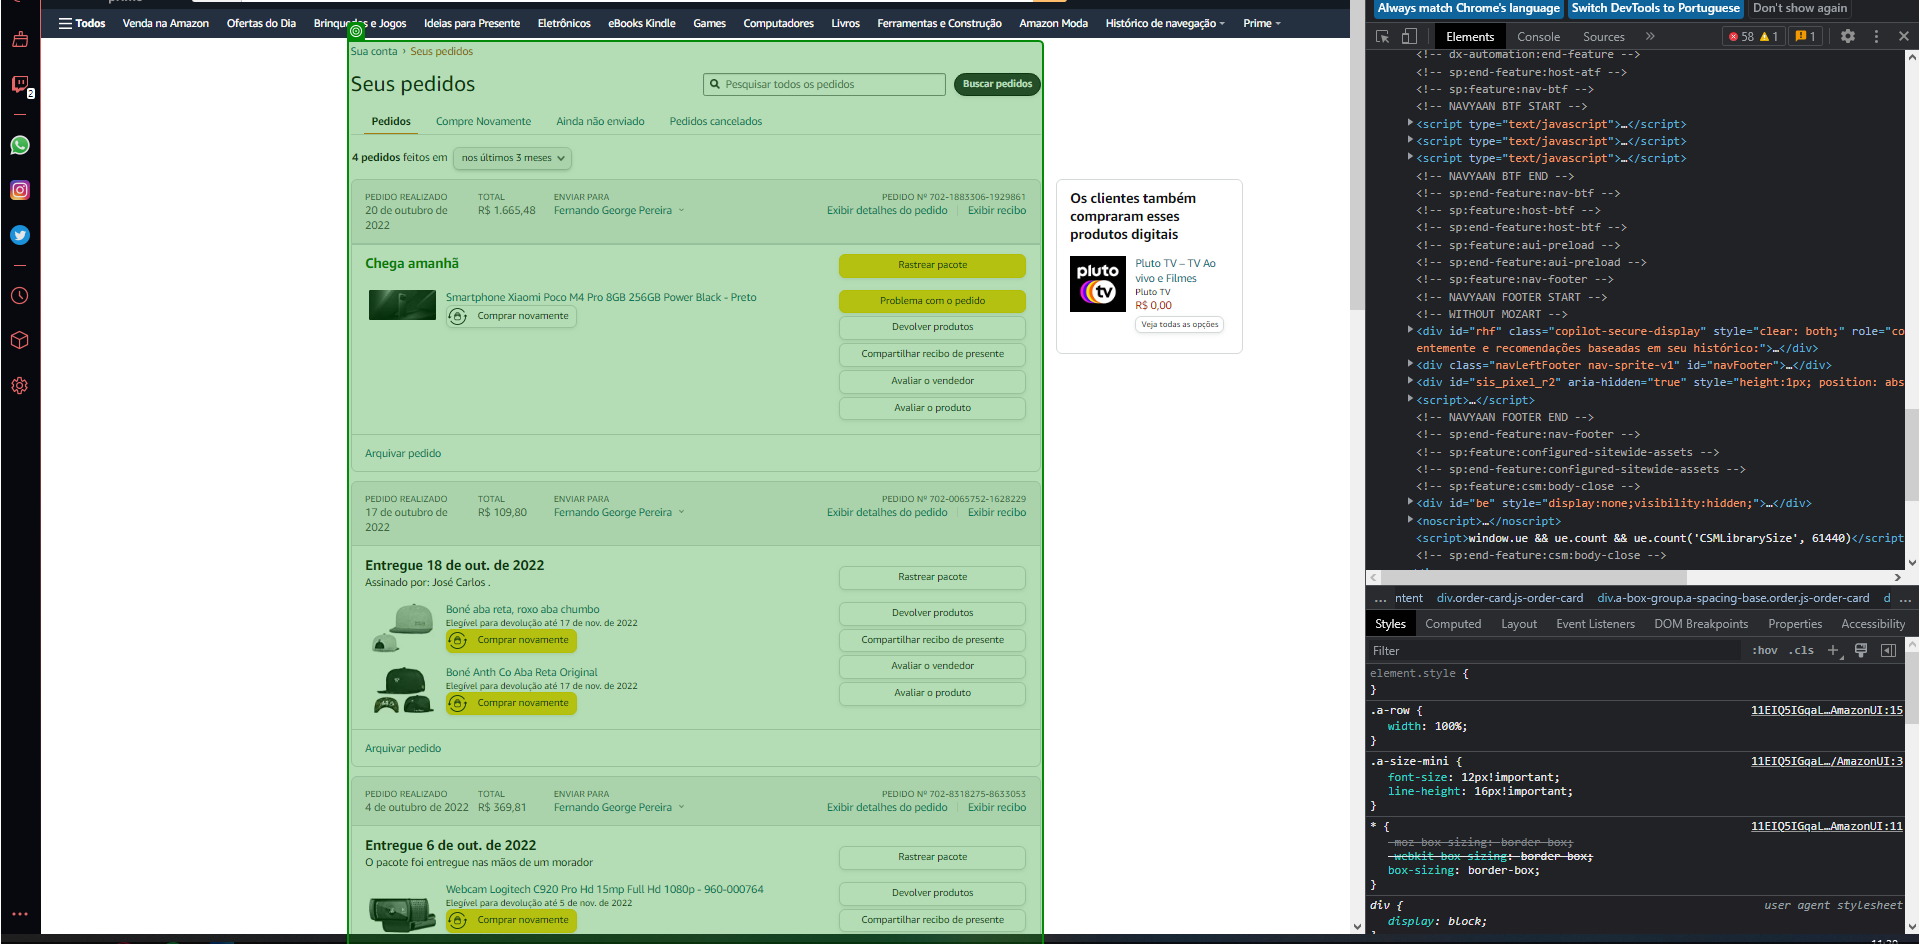 Todos
Venda na Amazon
Ofertas do Dia
Brinquedos e Jogos
Ideias para Presente
Eletrônicos
eBooks Kindle
Games
Computadores
Livros
Ferramentas e Construção
Amazon Moda
Histórico de navegação
Prime
Sua conta › Seus pedidos
Seus pedidos
Pesquisar todos os pedidos
Buscar pedidos
Pedidos
Compre Novamente
Ainda não enviado
Pedidos cancelados
4 pedidos feitos em
nos últimos 3 meses
PEDIDO REALIZADO
20 de outubro de
2022
TOTAL
R$ 1.665,48
ENVIAR PARA
Fernando George Pereira
PEDIDO Nº 702-1883306-1929861
Exibir detalhes do pedido
Exibir recibo
Chega amanhã
Smartphone Xiaomi Poco M4 Pro 8GB 256GB Power Black - Preto
Comprar novamente
Rastrear pacote
Problema com o pedido
Devolver produtos
Compartilhar recibo de presente
Avaliar o vendedor
Avaliar o produto
Arquivar pedido
PEDIDO REALIZADO
17 de outubro de
2022
TOTAL
R$ 109,80
ENVIAR PARA
Fernando George Pereira
PEDIDO Nº 702-0065752-1628229
Exibir detalhes do pedido
Exibir recibo
Entregue 18 de out. de 2022
Assinado por: José Carlos .
Boné aba reta, roxo aba chumbo
Elegível para devolução até 17 de nov. de 2022
Comprar novamente
Boné Anth Co Aba Reta Original
Elegível para devolução até 17 de nov. de 2022
Comprar novamente
Rastrear pacote
Devolver produtos
Compartilhar recibo de presente
Avaliar o vendedor
Avaliar o produto
Arquivar pedido
PEDIDO REALIZADO
4 de outubro de 2022
TOTAL
R$ 369,81
ENVIAR PARA
Fernando George Pereira
PEDIDO Nº 702-8318275-8633053
Exibir detalhes do pedido
Exibir recibo
Entregue 6 de out. de 2022
O pacote foi entregue nas mãos de um morador
Webcam Logitech C920 Pro Hd 15mp Full Hd 1080p - 960-000764
Elegível para devolução até 5 de nov. de 2022
Comprar novamente
Rastrear pacote
Devolver produtos
Compartilhar recibo de presente
Os clientes também
compraram esses
produtos digitais
pluto
tv
Pluto TV – TV Ao
vivo e Filmes
Pluto TV
R$ 0,00
Veja todas as opções
2
Always match Chrome's language
Switch DevTools to Portuguese
Don't show again
Elements
Console
Sources
»
58
1
1
<!-- dx-automation:end-feature -->
<!-- sp:end-feature:host-atf -->
<!-- sp:feature:nav-btf -->
<!-- NAVYAAN BTF START -->
<script type="text/javascript">…</script>
<script type="text/javascript">…</script>
<script type="text/javascript">…</script>
<!-- NAVYAAN BTF END -->
<!-- sp:end-feature:nav-btf -->
<!-- sp:feature:host-btf -->
<!-- sp:end-feature:host-btf -->
<!-- sp:feature:aui-preload -->
<!-- sp:end-feature:aui-preload -->
<!-- sp:feature:nav-footer -->
<!-- NAVYAAN FOOTER START -->
<!-- WITHOUT MOZART -->
<div id="rhf" class="copilot-secure-display" style="clear: both;" role="co
entemente e recomendações baseadas em seu histórico:">…</div>
<div class="navLeftFooter nav-sprite-v1" id="navFooter">…</div>
<div id="sis_pixel_r2" aria-hidden="true" style="height:1px; position: abs
<script>…</script>
<!-- NAVYAAN FOOTER END -->
<!-- sp:end-feature:nav-footer -->
<!-- sp:feature:configured-sitewide-assets -->
<!-- sp:end-feature:configured-sitewide-assets -->
<!-- sp:feature:csm:body-close -->
<div id="be" style="display:none;visibility:hidden;">…</div>
<noscript>…</noscript>
<script>window.ue && ue.count && ue.count('CSMLibrarySize', 61440)</script
<!-- sp:end-feature:csm:body-close -->
… ntent div.order-card.js-order-card div.a-box-group.a-spacing-base.order.js-order-card d …
Styles
Computed
Layout
Event Listeners
DOM Breakpoints
Properties
Accessibility
Filter
:hov .cls +
element.style {
}
.a-row {
11EIQ5IGqaL…AmazonUI:15
width: 100%;
}
.a-size-mini {
11EIQ5IGqaL…/AmazonUI:3
font-size: 12px!important;
line-height: 16px!important;
}
* {
11EIQ5IGqaL…AmazonUI:11
-moz-box-sizing: border-box;
-webkit-box-sizing: border-box;
box-sizing: border-box;
}
div {
user agent stylesheet
display: block;